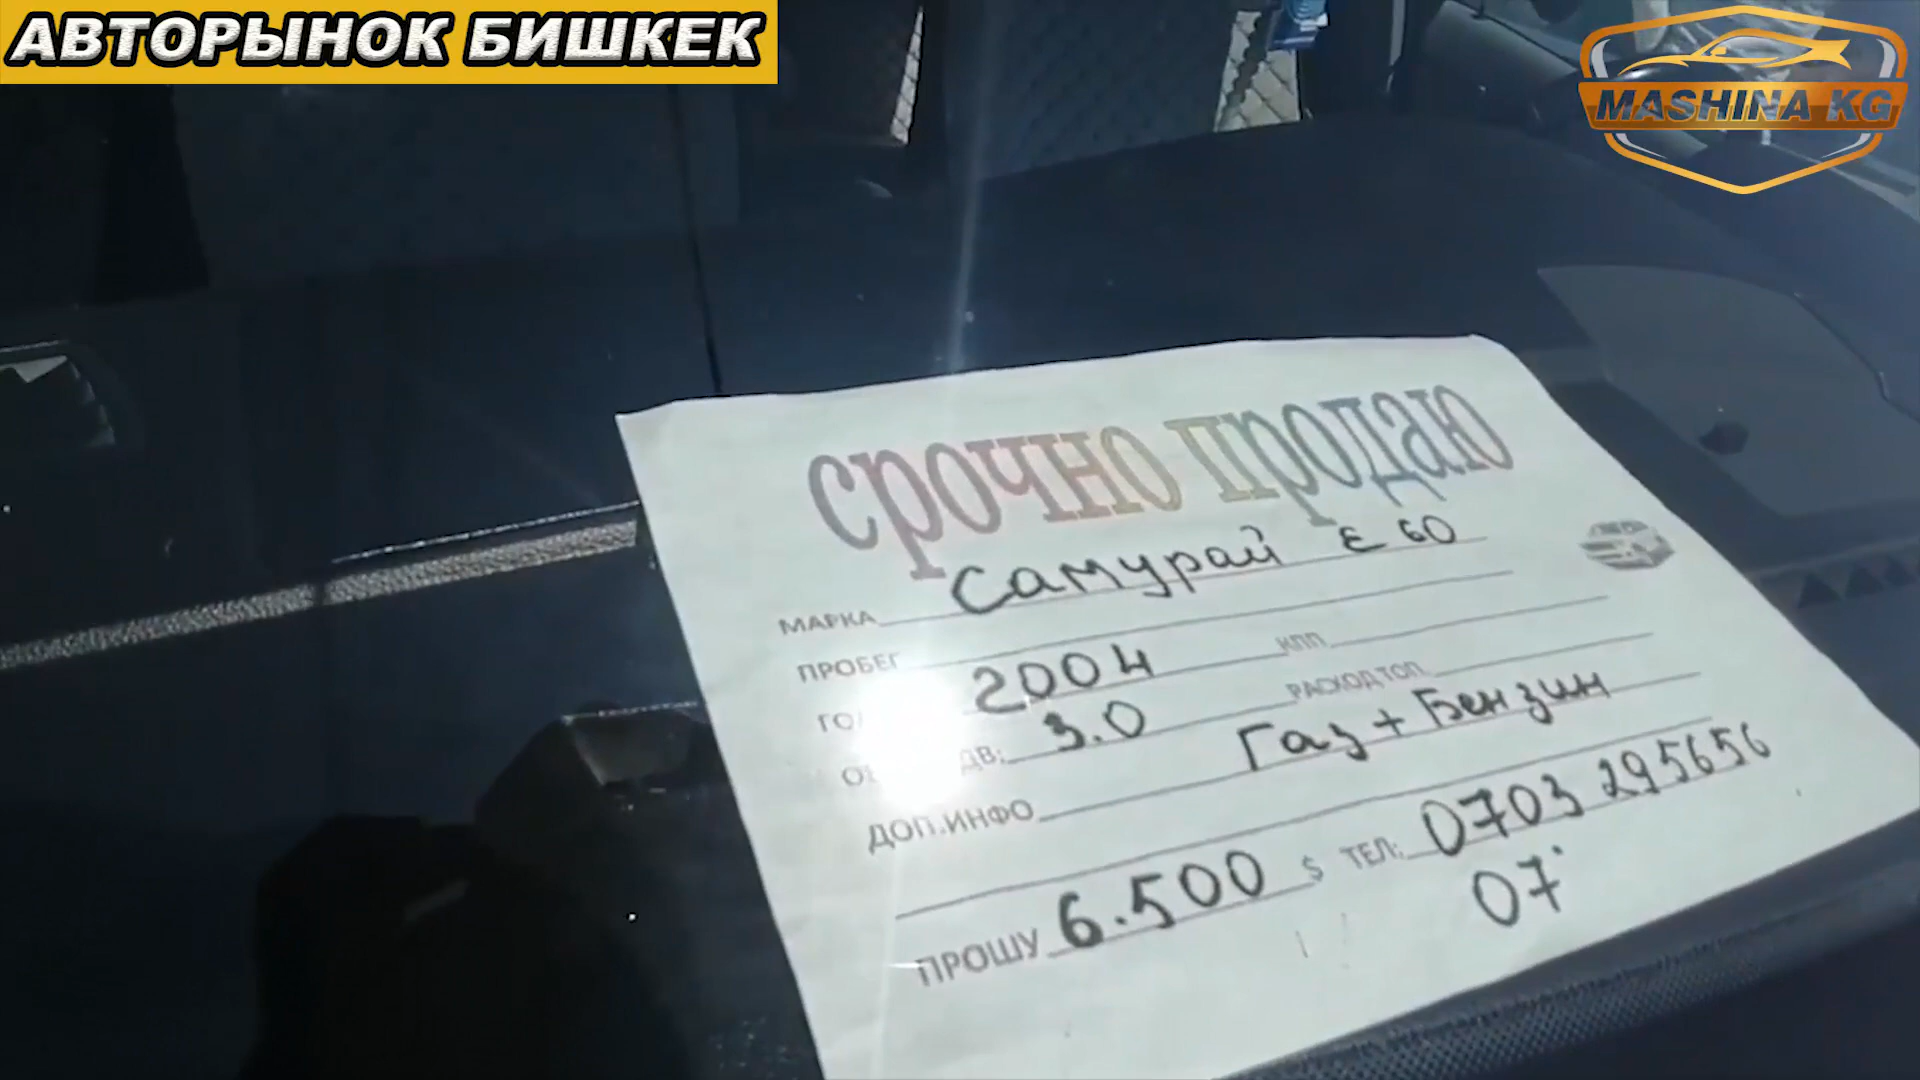 АВТОРЫНОК БИШКЕК
MASHINA KG
срочно продаю
МАРКА Самурай Е 60
ПРОБЕГ
2004 КПП
ДВ: 3.0 РАСХОД ТОП.
ДОП.ИНФО Газ + Бензин
ПРОШУ 6.500 $ ТЕЛ: 0703 295656
07